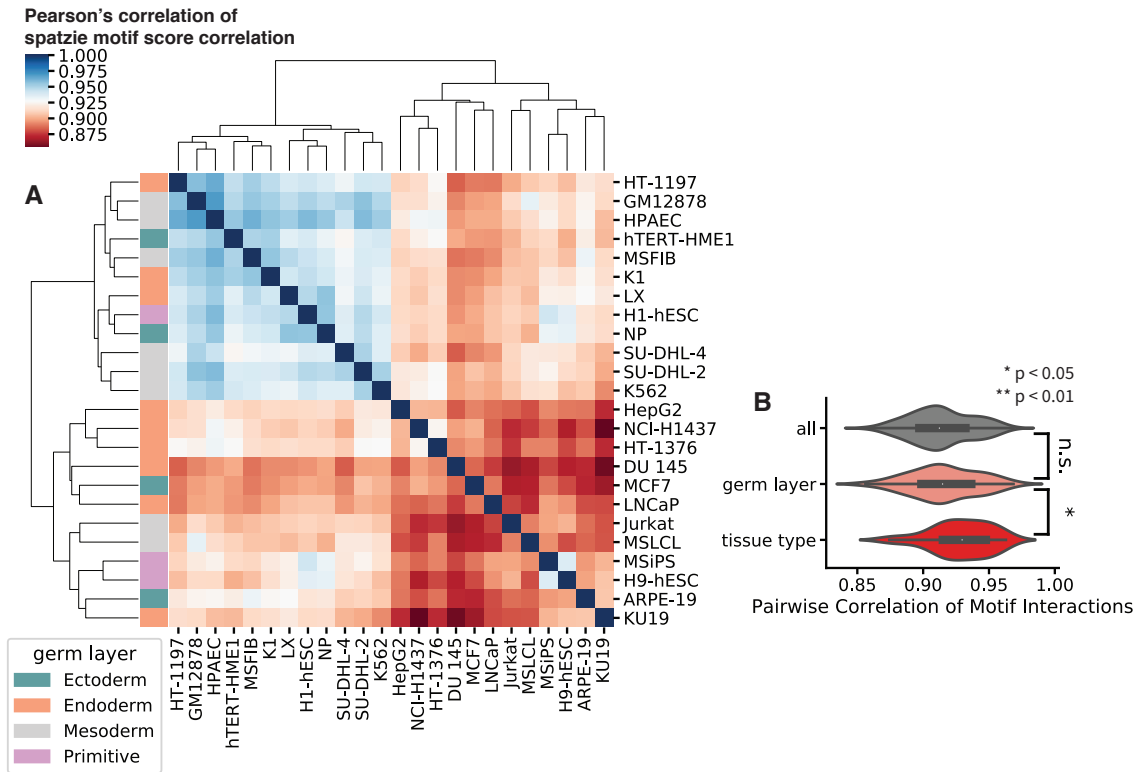 Pearson's correlation of
spatzie motif score correlation
1.000
0.975
0.950
0.925
0.900
0.875
A
HT-1197
GM12878
HPAEC
hTERT-HME1
MSFIB
K1
LX
H1-hESC
NP
SU-DHL-4
SU-DHL-2
K562
HepG2
NCI-H1437
HT-1376
DU 145
MCF7
LNCaP
Jurkat
MSLCL
MSiPS
H9-hESC
ARPE-19
KU19
HT-1197
GM12878
HPAEC
hTERT-HME1
MSFIB
K1
LX
H1-hESC
NP
SU-DHL-4
SU-DHL-2
K562
HepG2
NCI-H1437
HT-1376
DU 145
MCF7
LNCaP
Jurkat
MSLCL
MSiPS
H9-hESC
ARPE-19
KU19
germ layer
Ectoderm
Endoderm
Mesoderm
Primitive
B
* p < 0.05
** p < 0.01
all
germ layer
tissue type
n.s.
*
0.85
0.90
0.95
1.00
Pairwise Correlation of Motif Interactions